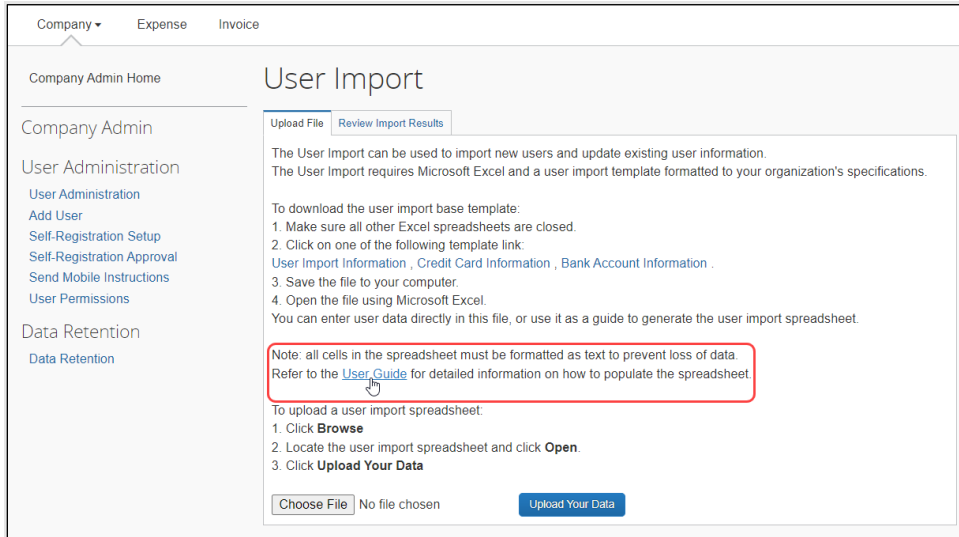 Company ▾ Expense Invoice
Company Admin Home
Company Admin
User Administration
User Administration
Add User
Self-Registration Setup
Self-Registration Approval
Send Mobile Instructions
User Permissions
Data Retention
Data Retention
User Import
Upload File Review Import Results
The User Import can be used to import new users and update existing user information.
The User Import requires Microsoft Excel and a user import template formatted to your organization's specifications.
To download the user import base template:
1. Make sure all other Excel spreadsheets are closed.
2. Click on one of the following template link:
User Import Information , Credit Card Information , Bank Account Information .
3. Save the file to your computer.
4. Open the file using Microsoft Excel.
You can enter user data directly in this file, or use it as a guide to generate the user import spreadsheet.
Note: all cells in the spreadsheet must be formatted as text to prevent loss of data.
Refer to the User Guide for detailed information on how to populate the spreadsheet.
To upload a user import spreadsheet:
1. Click Browse
2. Locate the user import spreadsheet and click Open.
3. Click Upload Your Data
Choose File No file chosen Upload Your Data